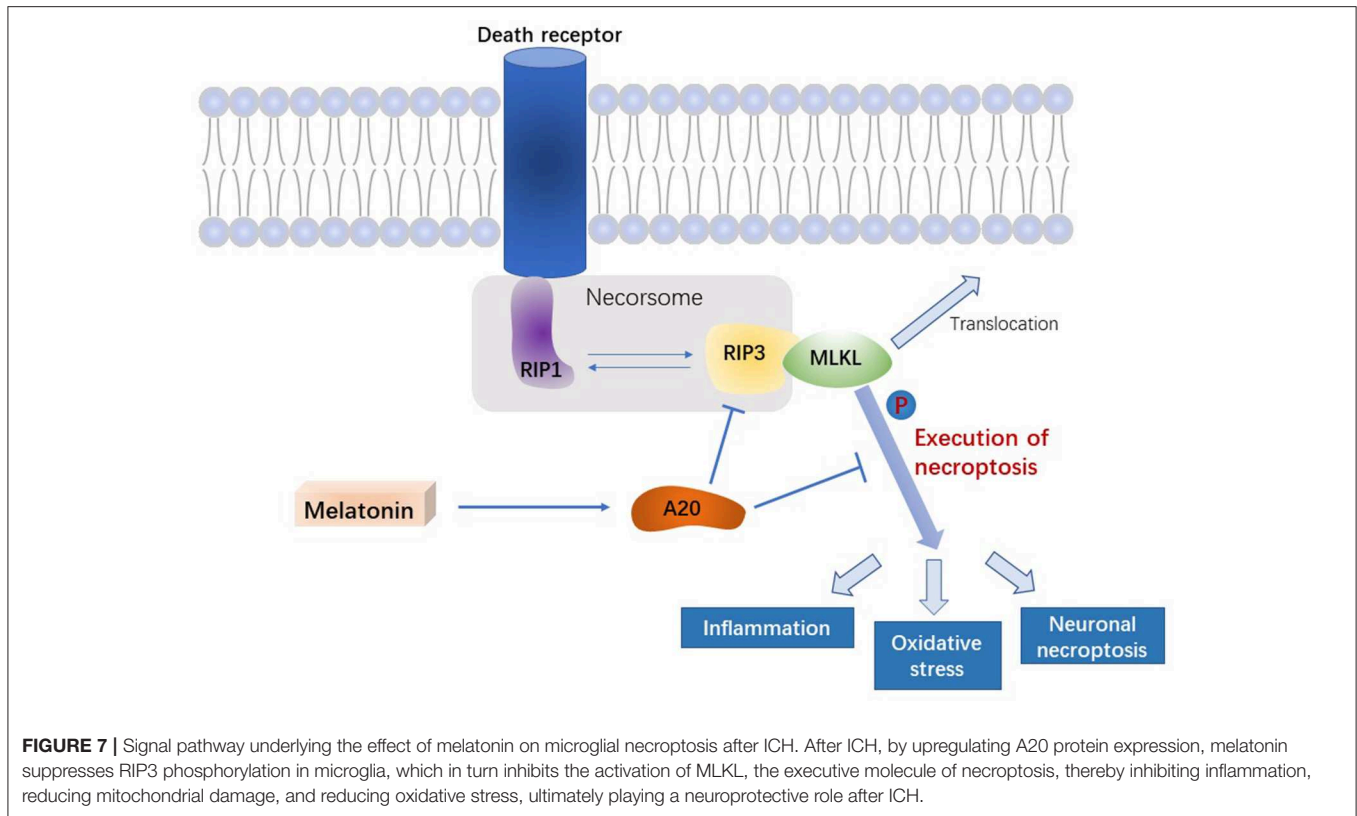 Death receptor
Necorsome
Translocation
RIP1
RIP3
MLKL
P
Execution of
necroptosis
Melatonin
A20
Inflammation
Oxidative
stress
Neuronal
necroptosis
FIGURE 7 | Signal pathway underlying the effect of melatonin on microglial necroptosis after ICH. After ICH, by upregulating A20 protein expression, melatonin
suppresses RIP3 phosphorylation in microglia, which in turn inhibits the activation of MLKL, the executive molecule of necroptosis, thereby inhibiting inflammation,
reducing mitochondrial damage, and reducing oxidative stress, ultimately playing a neuroprotective role after ICH.